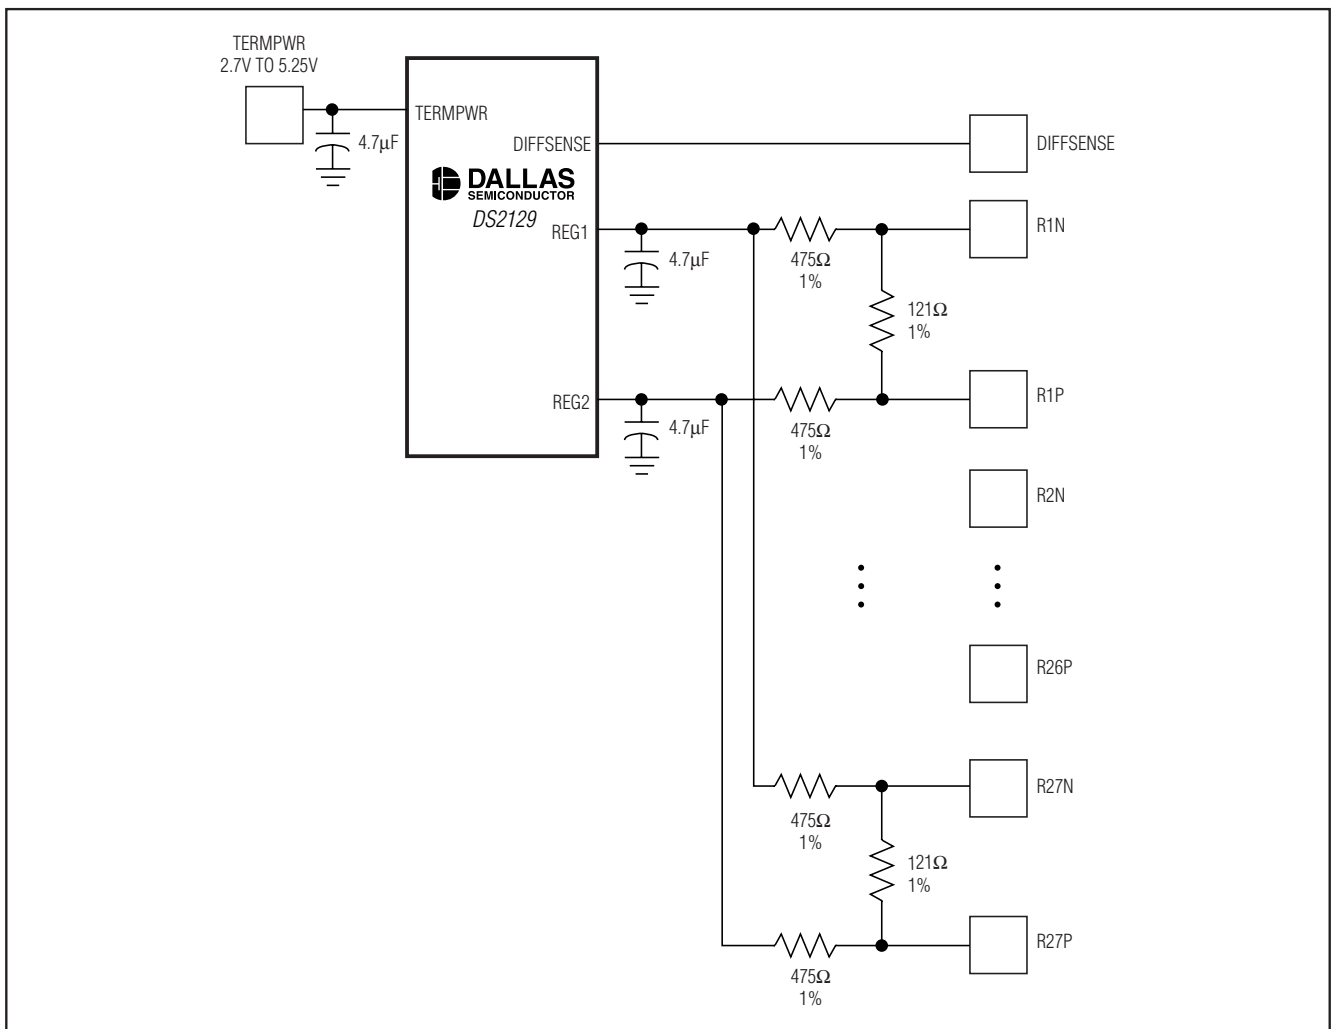 TERMPWR
2.7V TO 5.25V
TERMPWR
4.7μF
DIFFSENSE
DIFFSENSE
DALLAS
SEMICONDUCTOR
DS2129
REG1
4.7μF
475Ω
1%
R1N
121Ω
1%
REG2
4.7μF
475Ω
1%
R1P
R2N
R26P
475Ω
1%
R27N
121Ω
1%
475Ω
1%
R27P